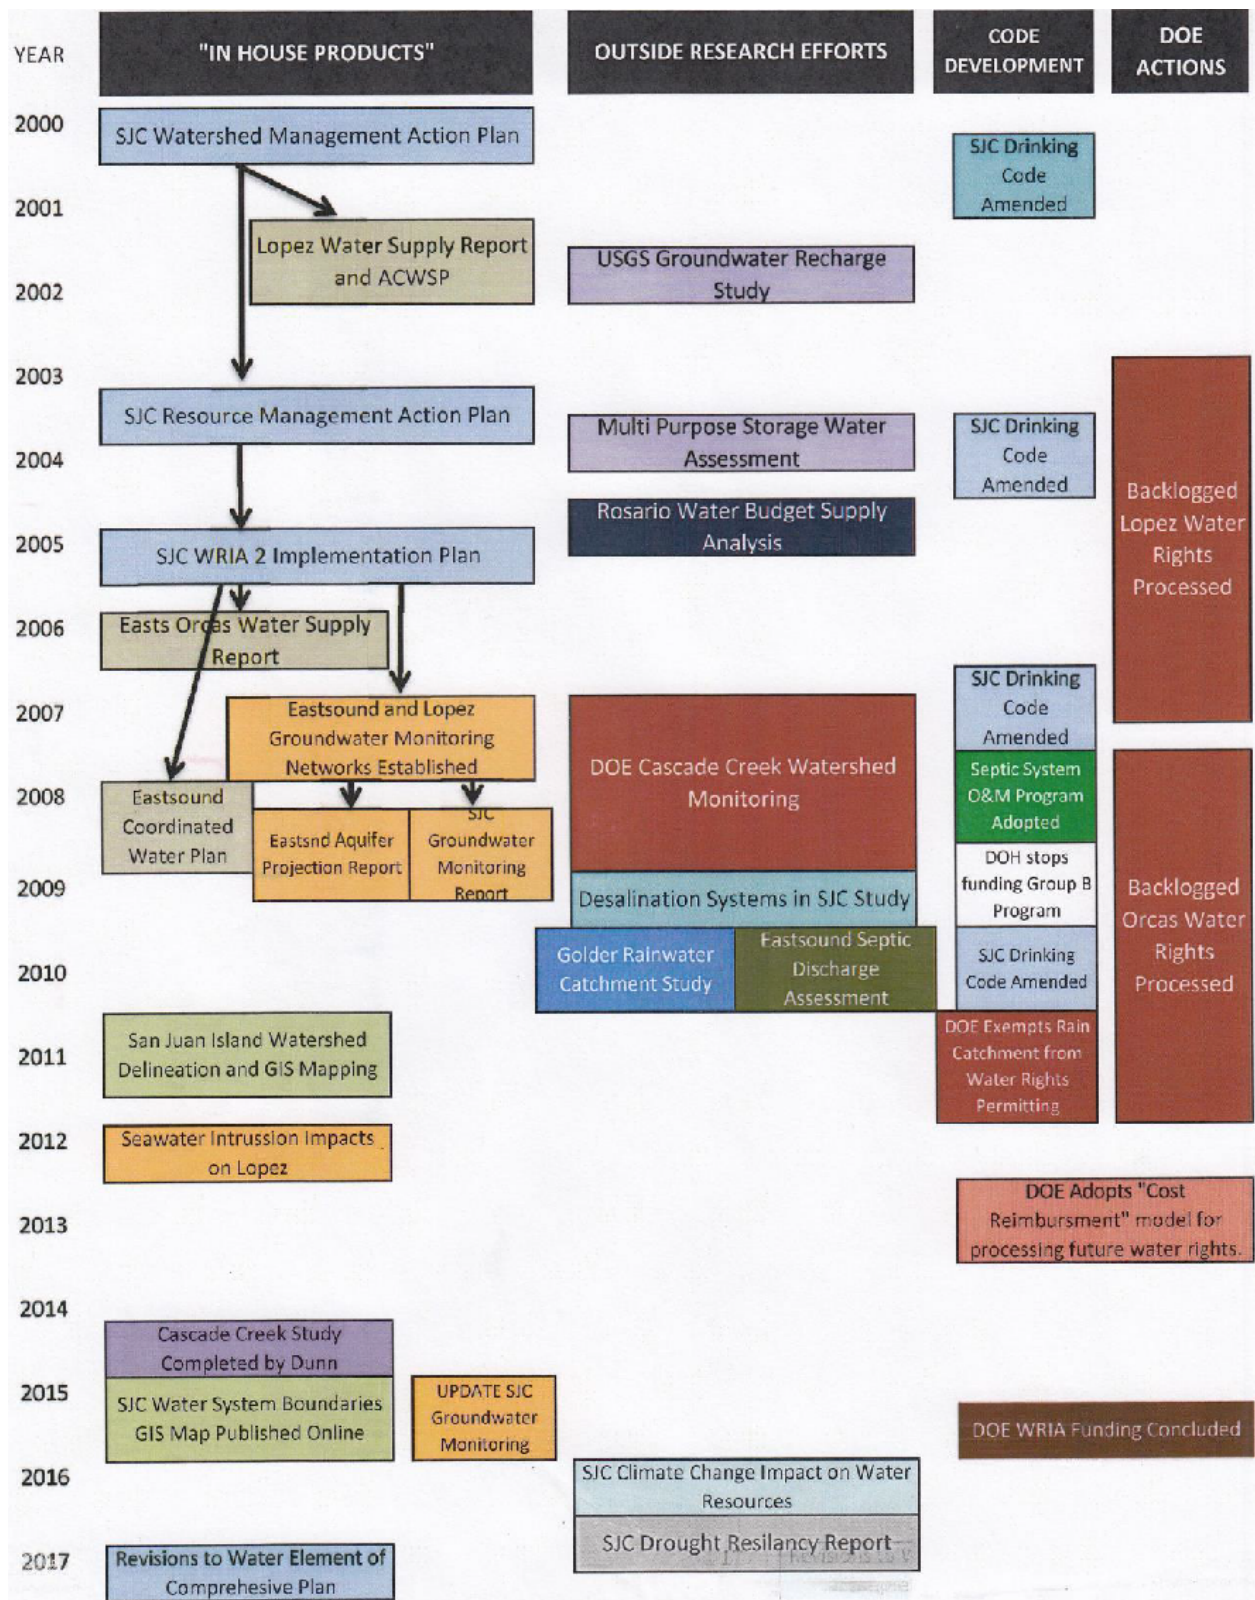 YEAR
"IN HOUSE PRODUCTS"
OUTSIDE RESEARCH EFFORTS
CODE
DEVELOPMENT
DOE
ACTIONS
2000
SJC Watershed Management Action Plan
SJC Drinking
Code
Amended
2001
Lopez Water Supply Report
and ACWSP
USGS Groundwater Recharge
Study
2002
2003
SJC Resource Management Action Plan
Multi Purpose Storage Water
Assessment
SJC Drinking
Code
Amended
Backlogged
Lopez Water
Rights
Processed
2004
Rosario Water Budget Supply
Analysis
2005
SJC WRIA 2 Implementation Plan
2006
Easts Orcas Water Supply
Report
SJC Drinking
Code
Amended
2007
Eastsound and Lopez
Groundwater Monitoring
Networks Established
DOE Cascade Creek Watershed
Monitoring
Septic System
O&M Program
Adopted
2008
Eastsound
Coordinated
Water Plan
Eastsnd Aquifer
Projection Report
SJC
Groundwater
Monitoring
Report
DOH stops
funding Group B
Program
Backlogged
Orcas Water
Rights
Processed
2009
Desalination Systems in SJC Study
Golder Rainwater
Catchment Study
Eastsound Septic
Discharge
Assessment
SJC Drinking
Code Amended
2010
San Juan Island Watershed
Delineation and GIS Mapping
DOE Exempts Rain
Catchment from
Water Rights
Permitting
2011
2012
Seawater Intrussion Impacts
on Lopez
DOE Adopts "Cost
Reimbursment" model for
processing future water rights.
2013
2014
Cascade Creek Study
Completed by Dunn
2015
SJC Water System Boundaries
GIS Map Published Online
UPDATE SJC
Groundwater
Monitoring
DOE WRIA Funding Concluded
2016
SJC Climate Change Impact on Water
Resources
SJC Drought Resilancy Report
2017
Revisions to Water Element of
Comprehesive Plan